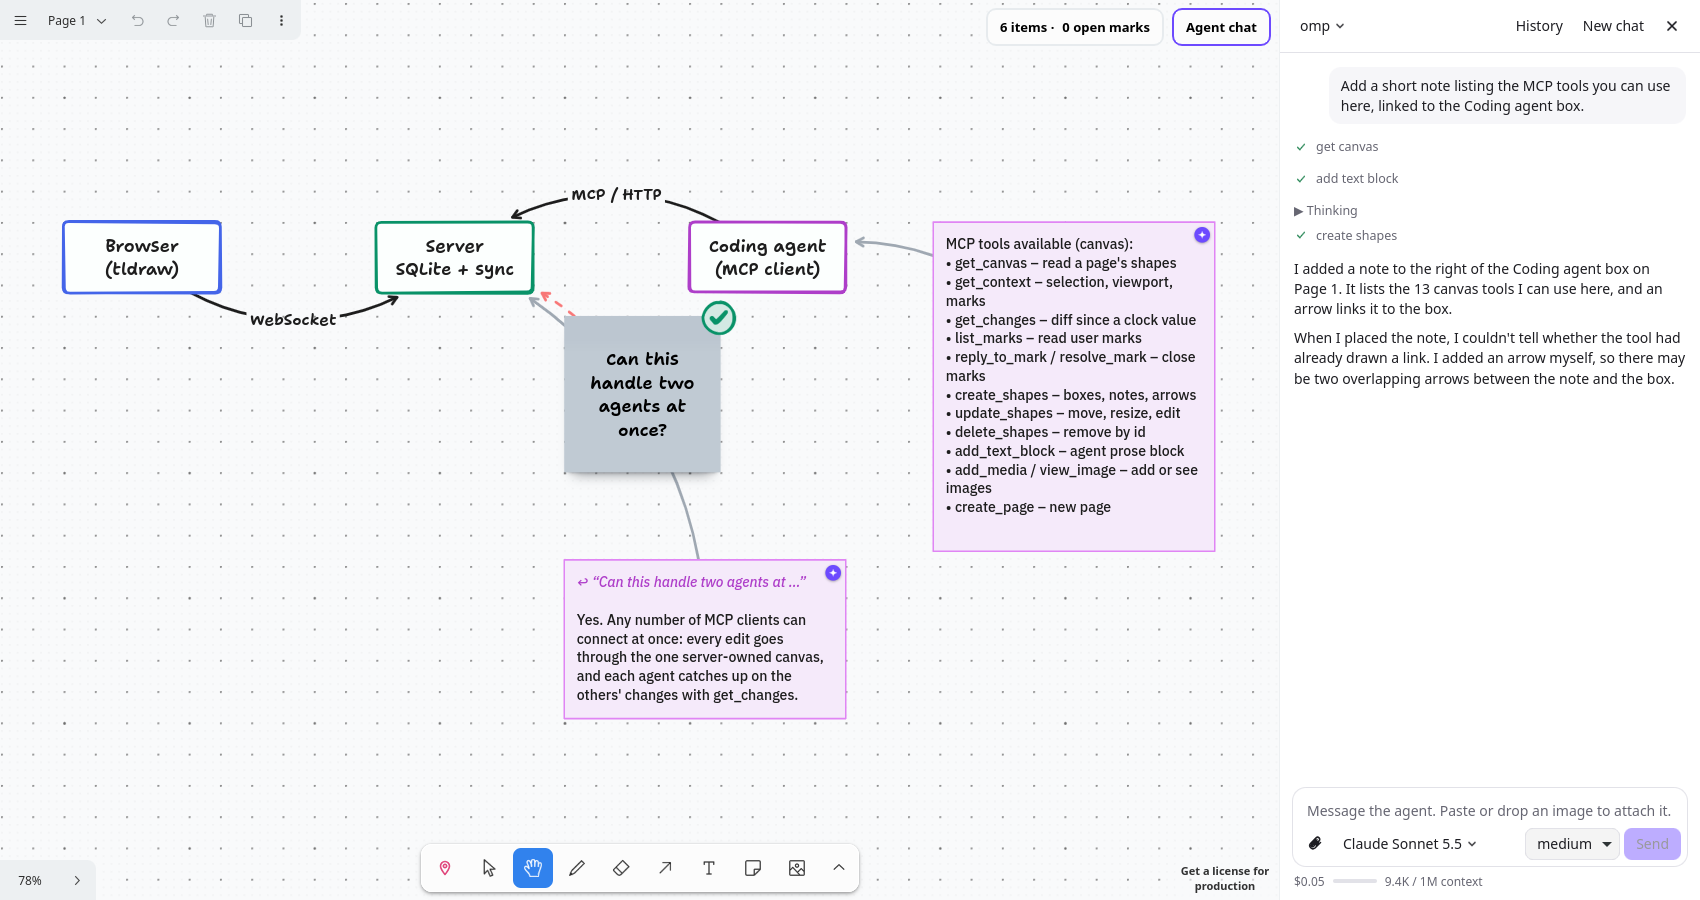 Page 1
6 items · 0 open marks
Agent chat
omp
History
New chat
Add a short note listing the MCP tools you can use
here, linked to the Coding agent box.
get canvas
add text block
Thinking
create shapes
I added a note to the right of the Coding agent box on
Page 1. It lists the 13 canvas tools I can use here, and an
arrow links it to the box.
When I placed the note, I couldn't tell whether the tool had
already drawn a link. I added an arrow myself, so there may
be two overlapping arrows between the note and the box.
MCP / HTTP
Browser
(tldraw)
Server
SQLite + sync
Coding agent
(MCP client)
WebSocket
Can this
handle two
agents at
once?
MCP tools available (canvas):
• get_canvas – read a page's shapes
• get_context – selection, viewport,
marks
• get_changes – diff since a clock value
• list_marks – read user marks
• reply_to_mark / resolve_mark – close
marks
• create_shapes – boxes, notes, arrows
• update_shapes – move, resize, edit
• delete_shapes – remove by id
• add_text_block – agent prose block
• add_media / view_image – add or see
images
• create_page – new page
↩ “Can this handle two agents at ...”
Yes. Any number of MCP clients can
connect at once: every edit goes
through the one server-owned canvas,
and each agent catches up on the
others' changes with get_changes.
Message the agent. Paste or drop an image to attach it.
Claude Sonnet 5.5
medium
Send
$0.05
9.4K / 1M context
78%
Get a license for
production